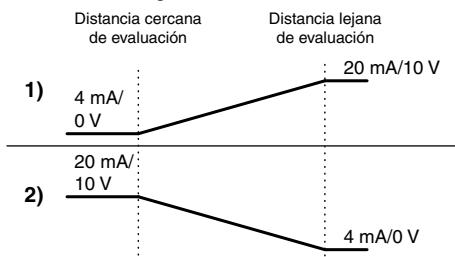 Distancia cercana
de evaluación
Distancia lejana
de evaluación
1)
4 mA/
0 V
20 mA/10 V
2)
20 mA/
10 V
4 mA/0 V